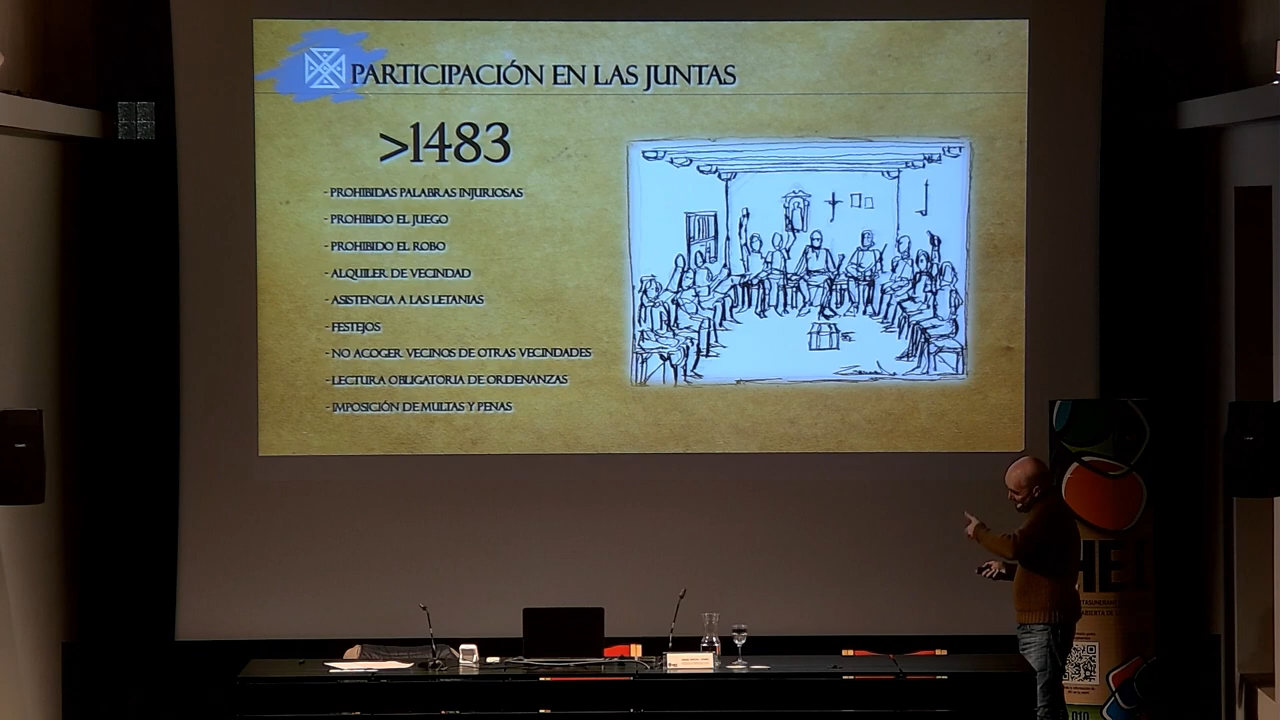 PARTICIPACIÓN EN LAS JUNTAS
>1483
- PROHIBIDAS PALABRAS INJURIOSAS
- PROHIBIDO EL JUEGO
- PROHIBIDO EL ROBO
- ALQUILER DE VECINDAD
- ASISTENCIA A LAS LETANIAS
- FESTEJOS
- NO ACOGER VECINOS DE OTRAS VECINDADES
- LECTURA OBLIGATORIA DE ORDENANZAS
- IMPOSICIÓN DE MULTAS Y PENAS